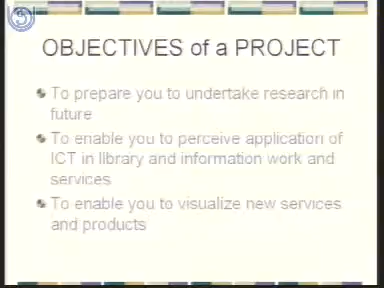 OBJECTIVES of a PROJECT
To prepare you to undertake research in
future
To enable you to perceive application of
ICT in library and information work and
services
To enable you to visualize new services
and products